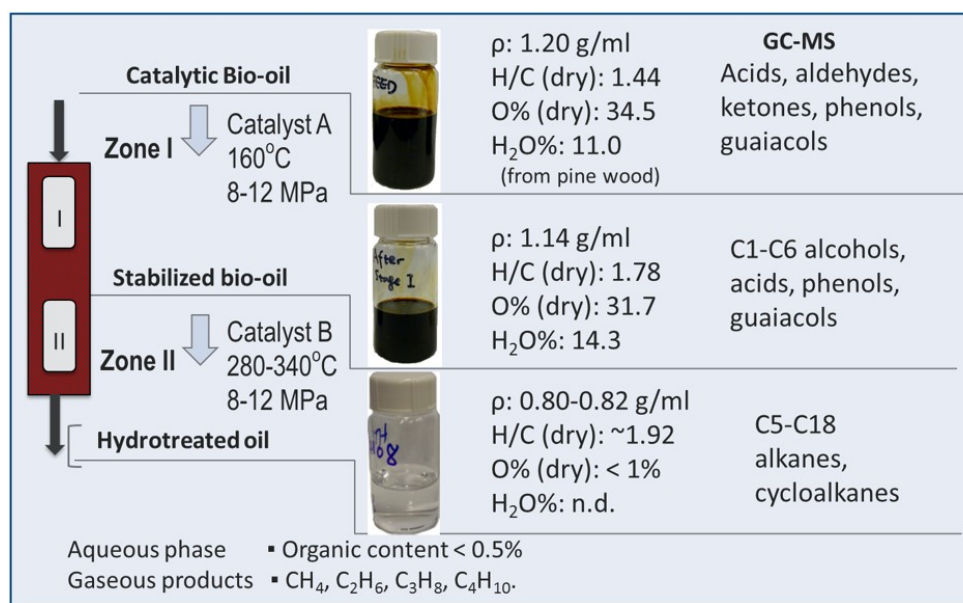 Catalytic Bio-oil
Zone I
Catalyst A
160°C
8-12 MPa
FEED
ρ: 1.20 g/ml
H/C (dry): 1.44
O% (dry): 34.5
H₂O%: 11.0
(from pine wood)
GC-MS
Acids, aldehydes,
ketones, phenols,
guaiacols
I
Stabilized bio-oil
After
Stage I
ρ: 1.14 g/ml
H/C (dry): 1.78
O% (dry): 31.7
H₂O%: 14.3
C1-C6 alcohols,
acids, phenols,
guaiacols
II
Zone II
Catalyst B
280-340°C
8-12 MPa
Hydrotreated oil
ρ: 0.80-0.82 g/ml
H/C (dry): ~1.92
O% (dry): < 1%
H₂O%: n.d.
C5-C18
alkanes,
cycloalkanes
Aqueous phase ▪ Organic content < 0.5%
Gaseous products ▪ CH₄, C₂H₆, C₃H₈, C₄H₁₀.